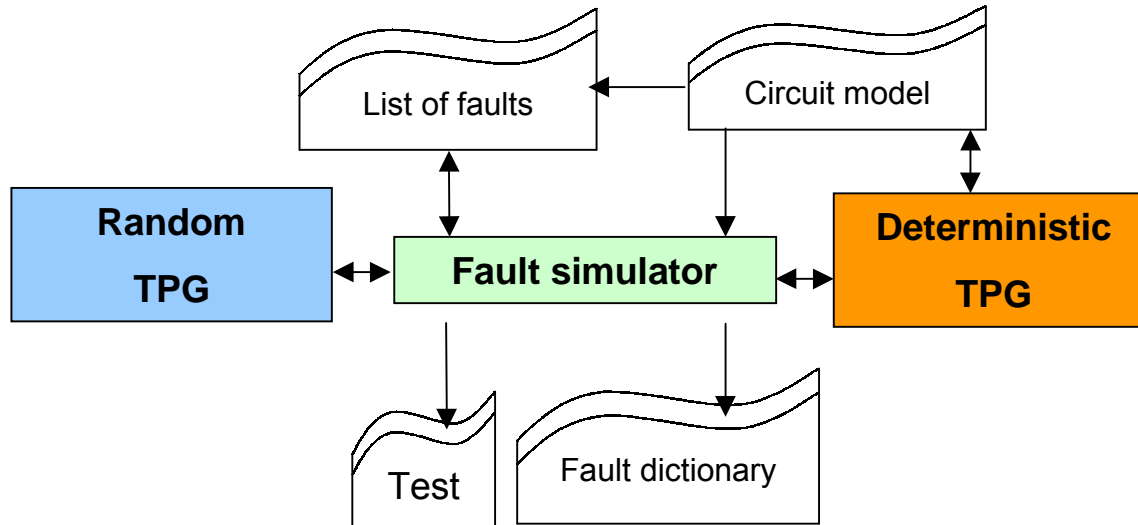 List of faults
Circuit model
Random
TPG
Fault simulator
Deterministic
TPG
Test
Fault dictionary